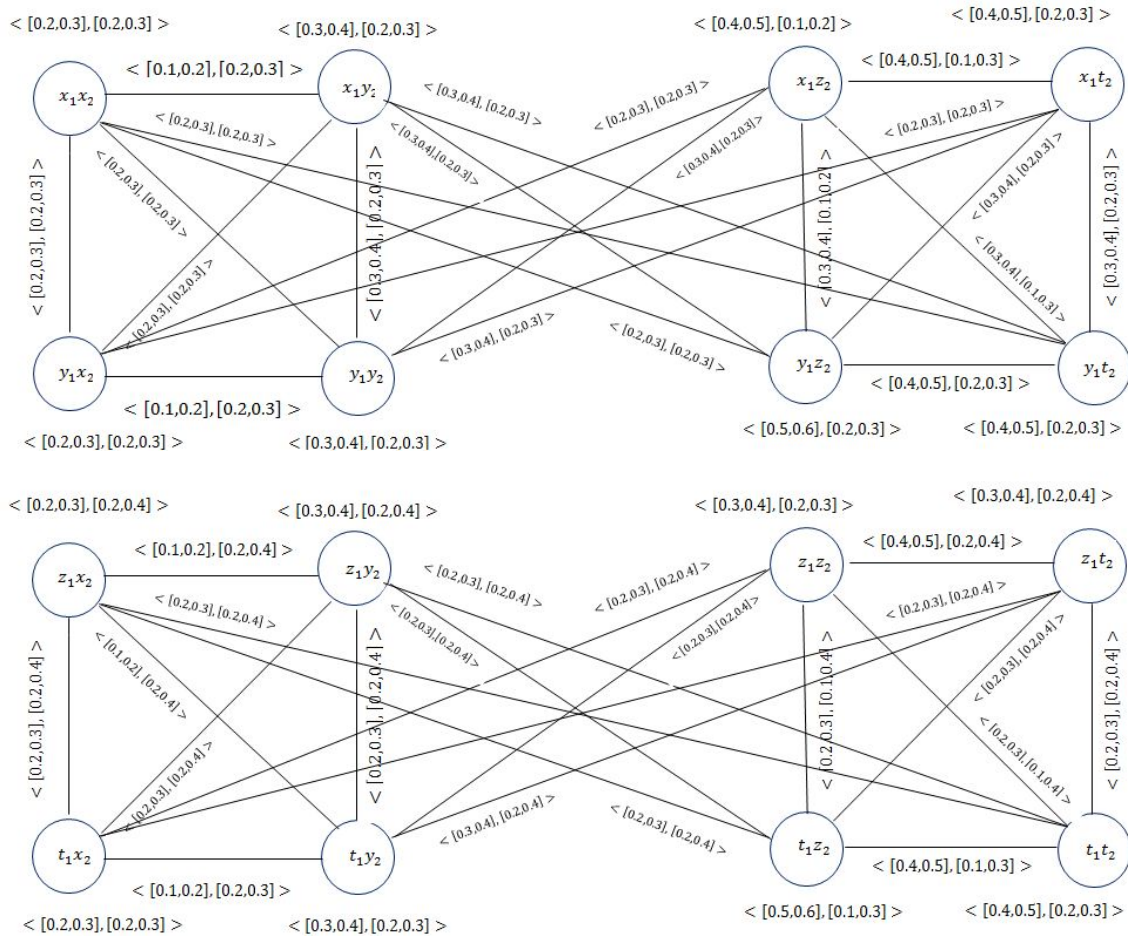 < [0.2,0.3], [0.2,0.3] >
< [0.3,0.4], [0.2,0.3] >
< [0.4,0.5], [0.1,0.2] >
< [0.4,0.5], [0.2,0.3] >
< [0.1,0.2], [0.2,0.3] >
< [0.4,0.5], [0.1,0.3] >
x₁x₂
x₁y₂
x₁z₂
x₁t₂
< [0.2,0.3], [0.2,0.3] >
< [0.3,0.4], [0.2,0.3] >
< [0.3,0.4], [0.2,0.3] >
< [0.2,0.3], [0.2,0.3] >
< [0.3,0.4], [0.2,0.3] >
< [0.2,0.3], [0.2,0.3] >
< [0.2,0.3], [0.2,0.3] >
< [0.2,0.3], [0.2,0.3] >
< [0.3,0.4], [0.2,0.3] >
< [0.3,0.4], [0.1,0.2] >
< [0.3,0.4], [0.2,0.3] >
< [0.3,0.4], [0.2,0.3] >
< [0.2,0.3], [0.2,0.3] >
< [0.3,0.4], [0.2,0.3] >
< [0.2,0.3], [0.2,0.3] >
< [0.3,0.4], [0.1,0.3] >
y₁x₂
y₁y₂
y₁z₂
y₁t₂
< [0.1,0.2], [0.2,0.3] >
< [0.4,0.5], [0.2,0.3] >
< [0.2,0.3], [0.2,0.3] >
< [0.3,0.4], [0.2,0.3] >
< [0.5,0.6], [0.2,0.3] >
< [0.4,0.5], [0.2,0.3] >
< [0.2,0.3], [0.2,0.4] >
< [0.3,0.4], [0.2,0.4] >
< [0.3,0.4], [0.2,0.3] >
< [0.3,0.4], [0.2,0.4] >
< [0.1,0.2], [0.2,0.4] >
< [0.4,0.5], [0.2,0.4] >
z₁x₂
z₁y₂
z₁z₂
z₁t₂
< [0.2,0.3], [0.2,0.4] >
< [0.2,0.3], [0.2,0.4] >
< [0.2,0.3], [0.2,0.4] >
< [0.2,0.3], [0.2,0.4] >
< [0.2,0.3], [0.2,0.4] >
< [0.2,0.3], [0.2,0.4] >
< [0.2,0.3], [0.2,0.4] >
< [0.1,0.2], [0.2,0.4] >
< [0.2,0.3], [0.2,0.4] >
< [0.2,0.3], [0.1,0.4] >
< [0.2,0.3], [0.2,0.4] >
< [0.2,0.3], [0.2,0.4] >
< [0.2,0.3], [0.2,0.4] >
< [0.3,0.4], [0.2,0.4] >
< [0.2,0.3], [0.2,0.4] >
< [0.2,0.3], [0.1,0.4] >
t₁x₂
t₁y₂
t₁z₂
t₁t₂
< [0.1,0.2], [0.2,0.3] >
< [0.4,0.5], [0.1,0.3] >
< [0.2,0.3], [0.2,0.3] >
< [0.3,0.4], [0.2,0.3] >
< [0.5,0.6], [0.1,0.3] >
< [0.4,0.5], [0.2,0.3] >